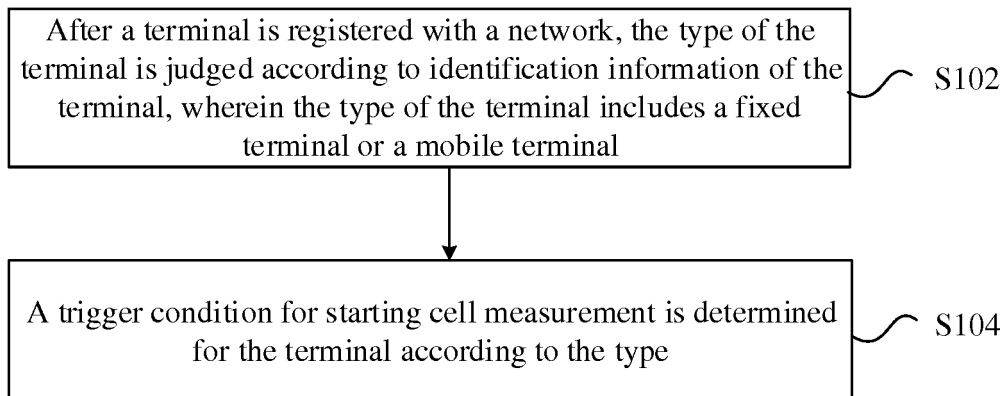 After a terminal is registered with a network, the type of the
terminal is judged according to identification information of the
terminal, wherein the type of the terminal includes a fixed
terminal or a mobile terminal
S102
A trigger condition for starting cell measurement is determined
for the terminal according to the type
S104